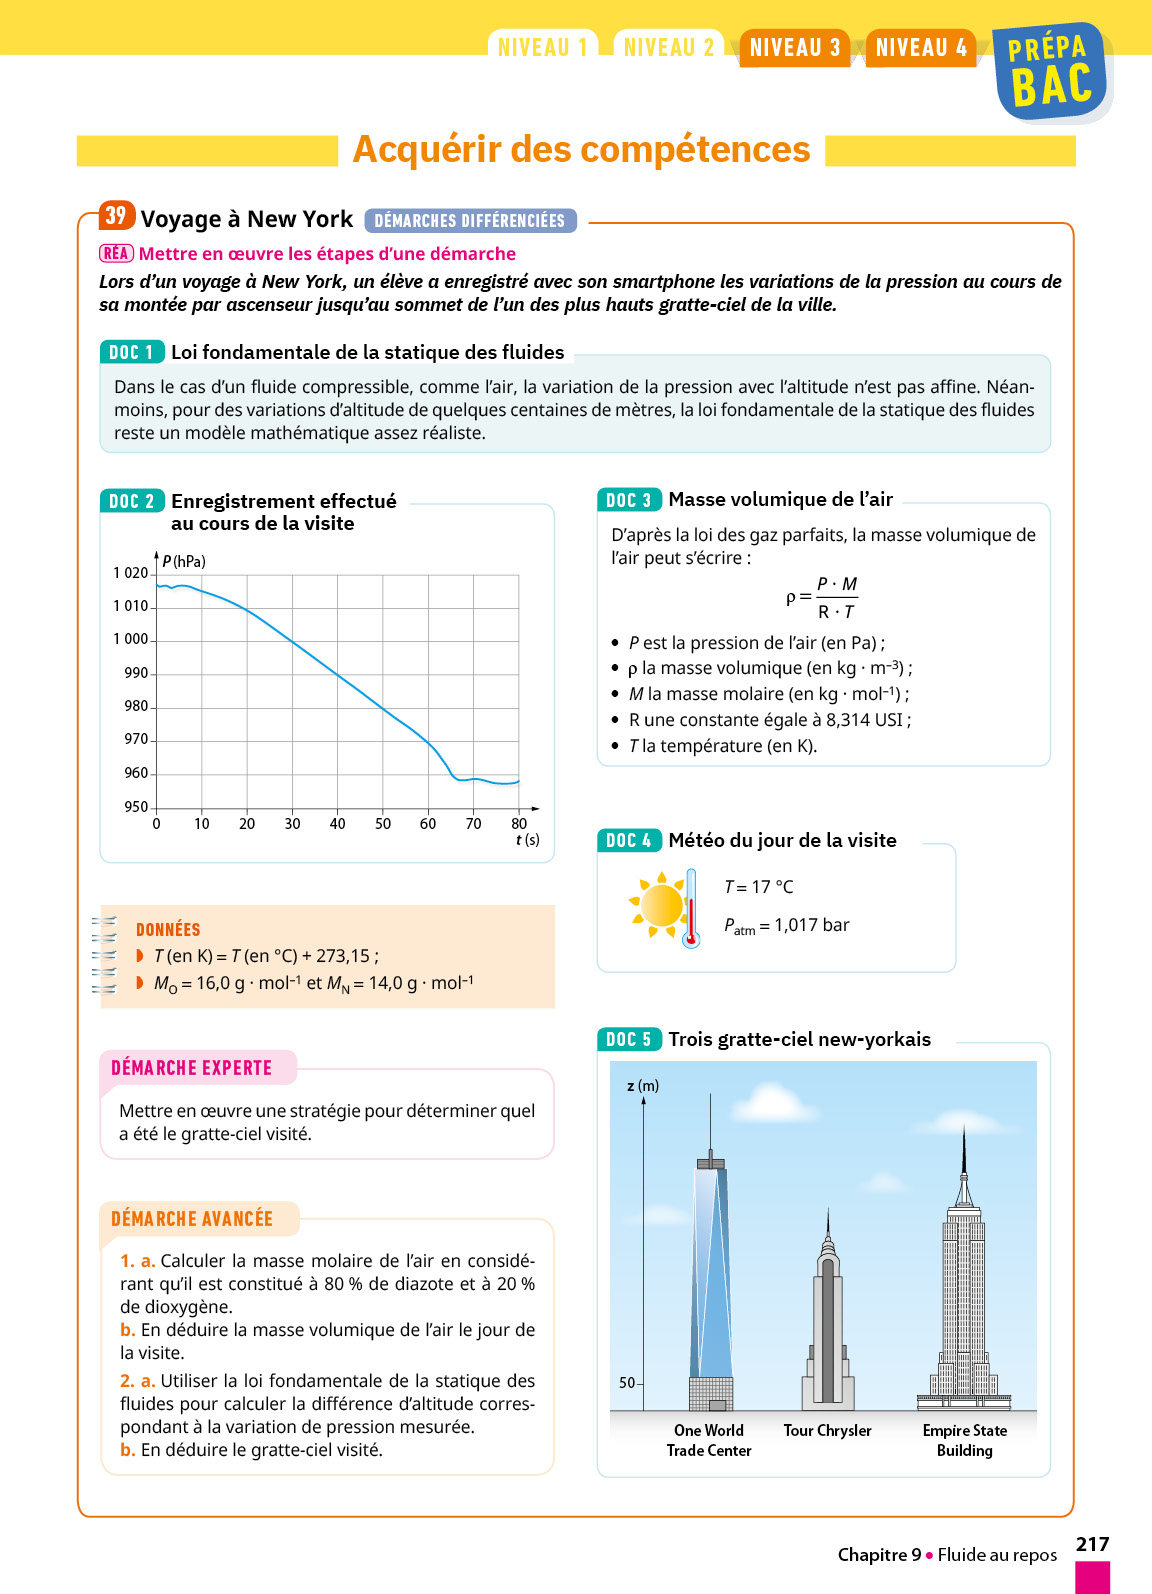 NIVEAU 1 NIVEAU 2 NIVEAU 3 NIVEAU 4
PRÉPA
BAC
Acquérir des compétences
39 Voyage à New York DÉMARCHES DIFFÉRENCIÉES
RÉA Mettre en œuvre les étapes d’une démarche
Lors d’un voyage à New York, un élève a enregistré avec son smartphone les variations de la pression au cours de
sa montée par ascenseur jusqu’au sommet de l’un des plus hauts gratte-ciel de la ville.
DOC 1 Loi fondamentale de la statique des fluides
Dans le cas d’un fluide compressible, comme l’air, la variation de la pression avec l’altitude n’est pas affine. Néan-
moins, pour des variations d’altitude de quelques centaines de mètres, la loi fondamentale de la statique des fluides
reste un modèle mathématique assez réaliste.
DOC 2 Enregistrement effectué
au cours de la visite
P (hPa)
1 020
1 010
1 000
990
980
970
960
950
0 10 20 30 40 50 60 70 80
t (s)
DOC 3 Masse volumique de l’air
D’après la loi des gaz parfaits, la masse volumique de
l’air peut s’écrire :
ρ = P · M / R · T
• P est la pression de l’air (en Pa) ;
• ρ la masse volumique (en kg · m⁻³) ;
• M la masse molaire (en kg · mol⁻¹) ;
• R une constante égale à 8,314 USI ;
• T la température (en K).
DOC 4 Météo du jour de la visite
T = 17 °C
Patm = 1,017 bar
DONNÉES
T (en K) = T (en °C) + 273,15 ;
MO = 16,0 g · mol⁻¹ et MN = 14,0 g · mol⁻¹
DÉMARCHE EXPERTE
Mettre en œuvre une stratégie pour déterminer quel
a été le gratte-ciel visité.
DÉMARCHE AVANCÉE
1. a. Calculer la masse molaire de l’air en considé-
rant qu’il est constitué à 80 % de diazote et à 20 %
de dioxygène.
b. En déduire la masse volumique de l’air le jour de
la visite.
2. a. Utiliser la loi fondamentale de la statique des
fluides pour calculer la différence d’altitude corres-
pondant à la variation de pression mesurée.
b. En déduire le gratte-ciel visité.
DOC 5 Trois gratte-ciel new-yorkais
z (m)
50
One World
Trade Center
Tour Chrysler
Empire State
Building
Chapitre 9 • Fluide au repos
217